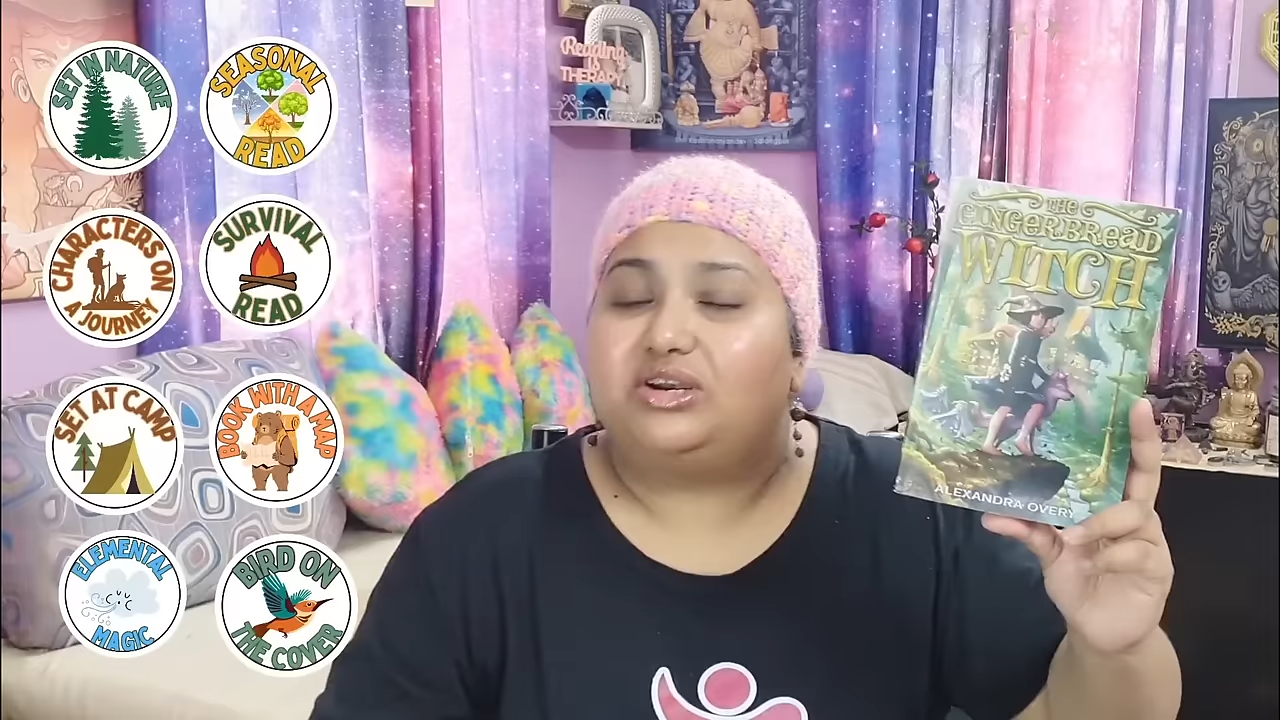 SET IN NATURE
SEASONAL
READ
CHARACTERS ON
A JOURNEY
SURVIVAL
READ
SET AT CAMP
BOOK WITH A MAP
ELEMENTAL
MAGIC
BIRD ON
THE COVER
Reading
is
THERAPY
THE
GINGERBREAD
WITCH
ALEXANDRA OVERY